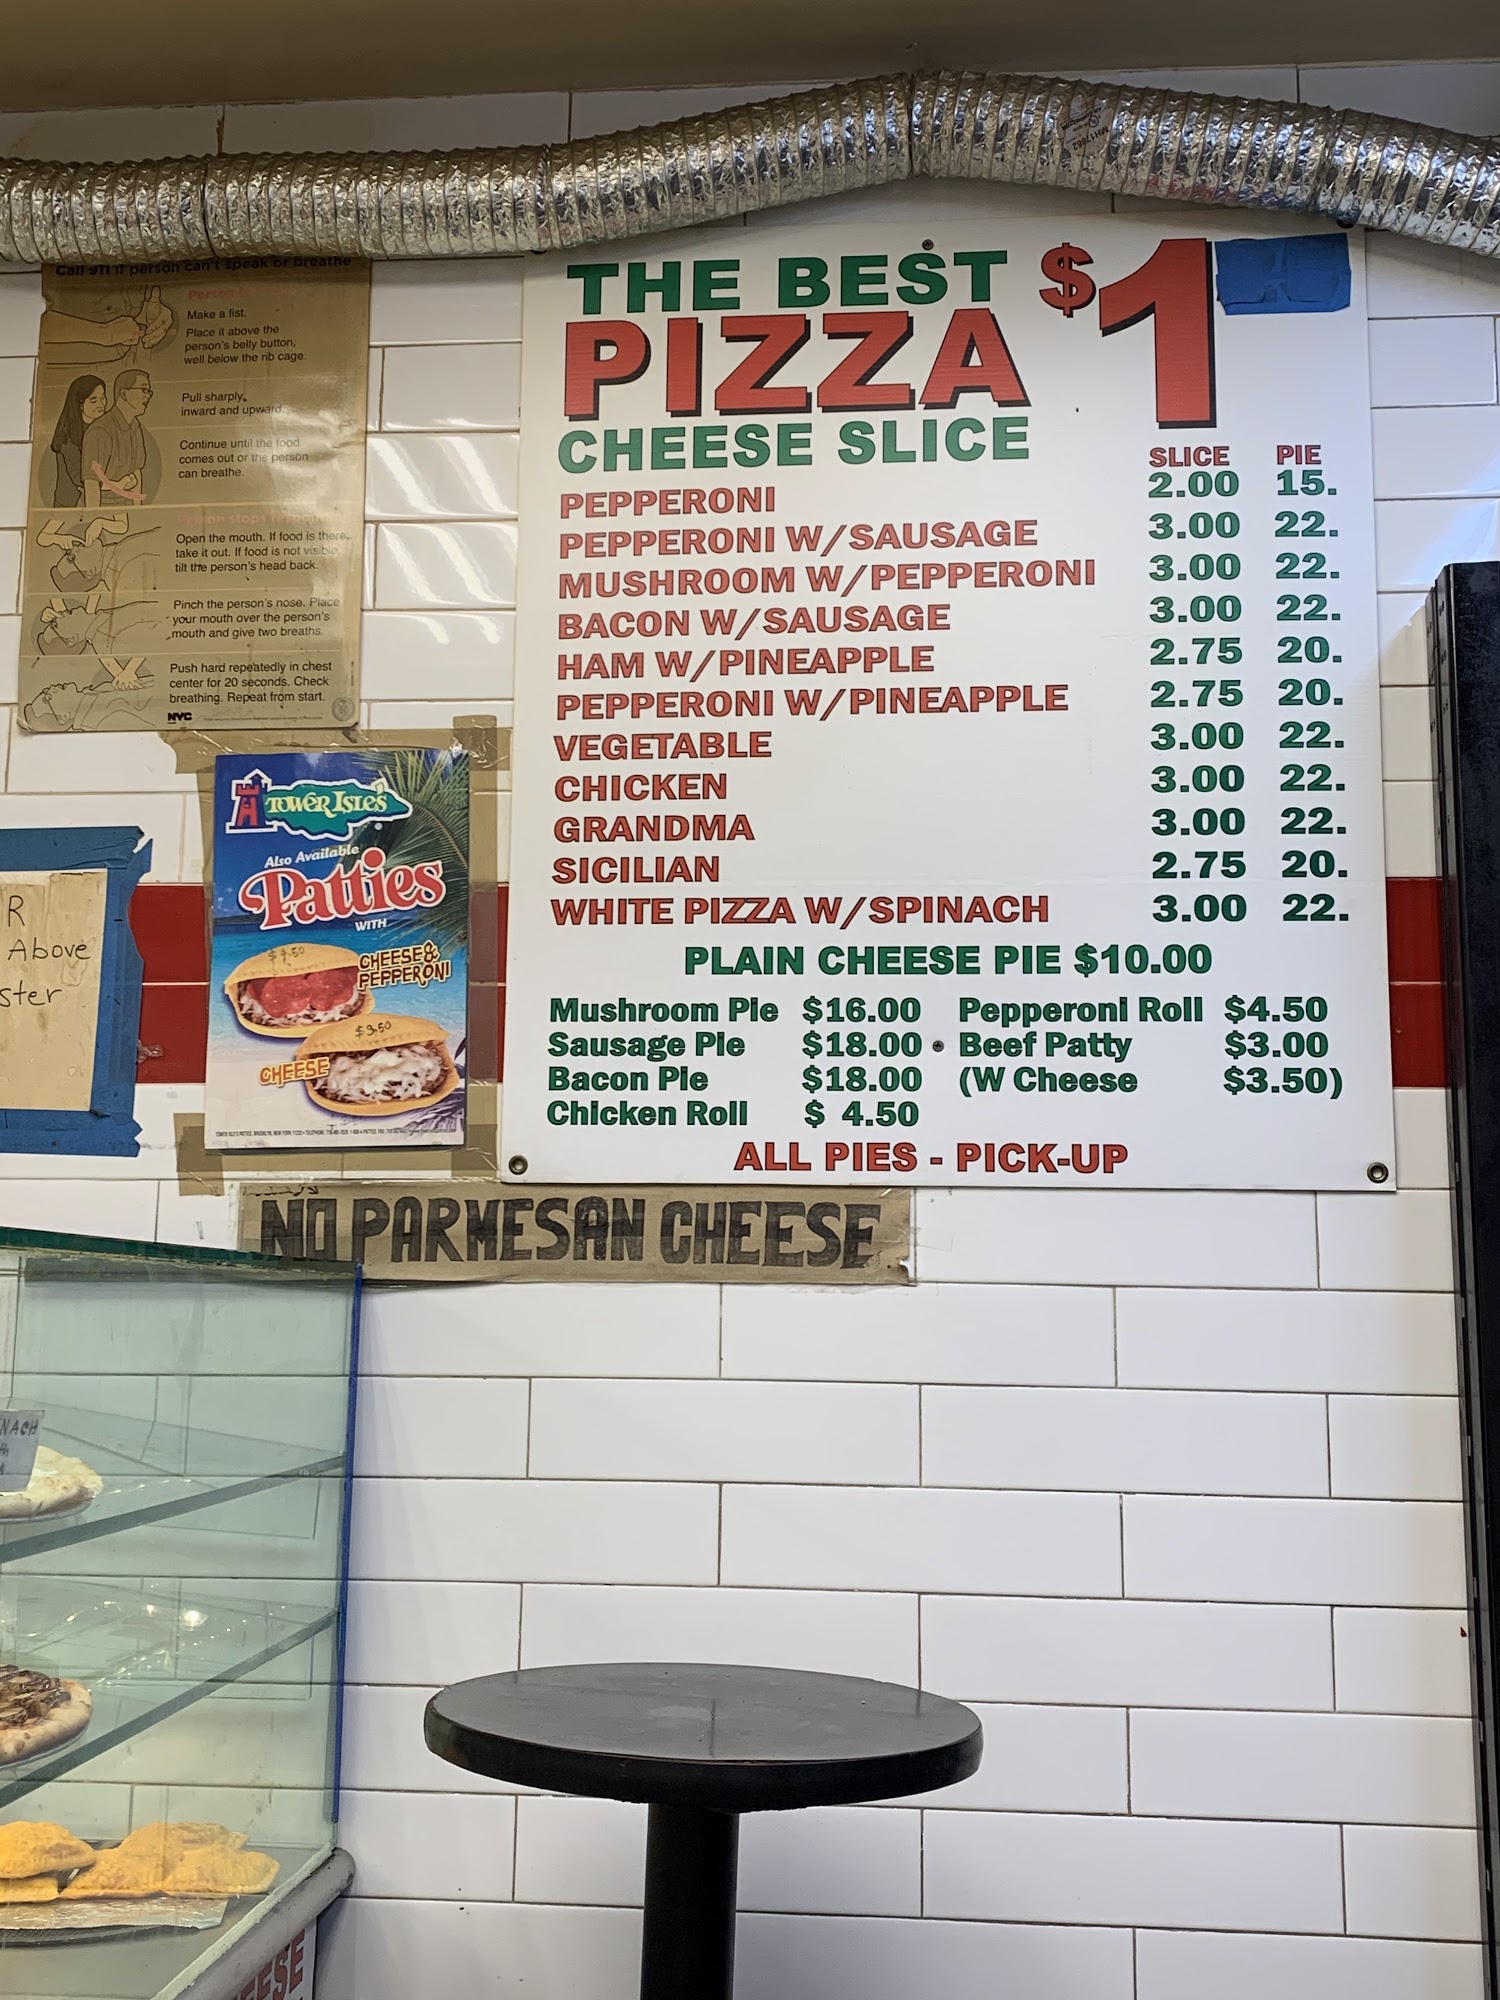 MH17662
Call 911 if person can't speak or breathe
Make a fist.
Place it above the
person's belly button,
well below the rib cage.
Pull sharply,
inward and upward.
Continue until the food
comes out or the person
can breathe.
Person stops
Open the mouth. If food is there,
take it out. If food is not visible,
tilt the person's head back.
Pinch the person's nose. Place
your mouth over the person's
mouth and give two breaths.
Push hard repeatedly in chest
center for 20 seconds. Check
breathing. Repeat from start.
NYC
THE BEST $1
PIZZA
CHEESE SLICE
SLICE PIE
PEPPERONI 2.00 15.
PEPPERONI W/SAUSAGE 3.00 22.
MUSHROOM W/PEPPERONI 3.00 22.
BACON W/SAUSAGE 3.00 22.
HAM W/PINEAPPLE 2.75 20.
PEPPERONI W/PINEAPPLE 2.75 20.
VEGETABLE 3.00 22.
CHICKEN 3.00 22.
GRANDMA 3.00 22.
SICILIAN 2.75 20.
WHITE PIZZA W/SPINACH 3.00 22.
PLAIN CHEESE PIE $10.00
Mushroom Pie $16.00 Pepperoni Roll $4.50
Sausage Pie $18.00 Beef Patty $3.00
Bacon Pie $18.00 (W Cheese $3.50)
Chicken Roll $ 4.50
ALL PIES - PICK-UP
TOWER ISLE'S
Also Available
Patties
WITH
CHEESE&
PEPPERONI
$3.50
CHEESE
R
Above
ster
NO PARMESAN CHEESE
NACH
ESE